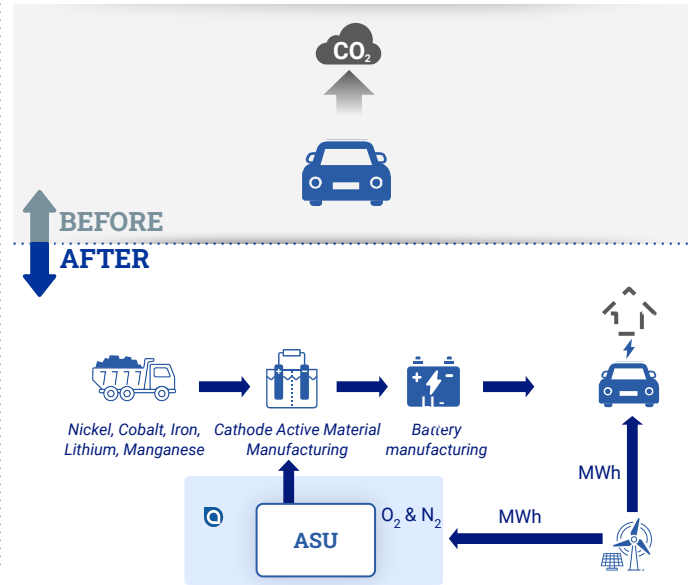 CO₂
BEFORE
AFTER
Nickel, Cobalt, Iron,
Lithium, Manganese
Cathode Active Material
Manufacturing
Battery
manufacturing
MWh
ASU
O₂ & N₂
MWh